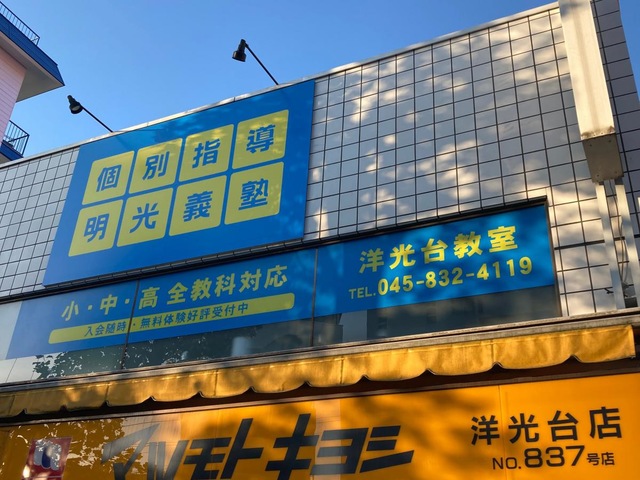 個別指導
明光義塾
小・中・高 全教科対応
入会随時・無料体験好評受付中
洋光台教室
TEL.045-832-4119
マツモトキヨシ
洋光台店
NO.837号店